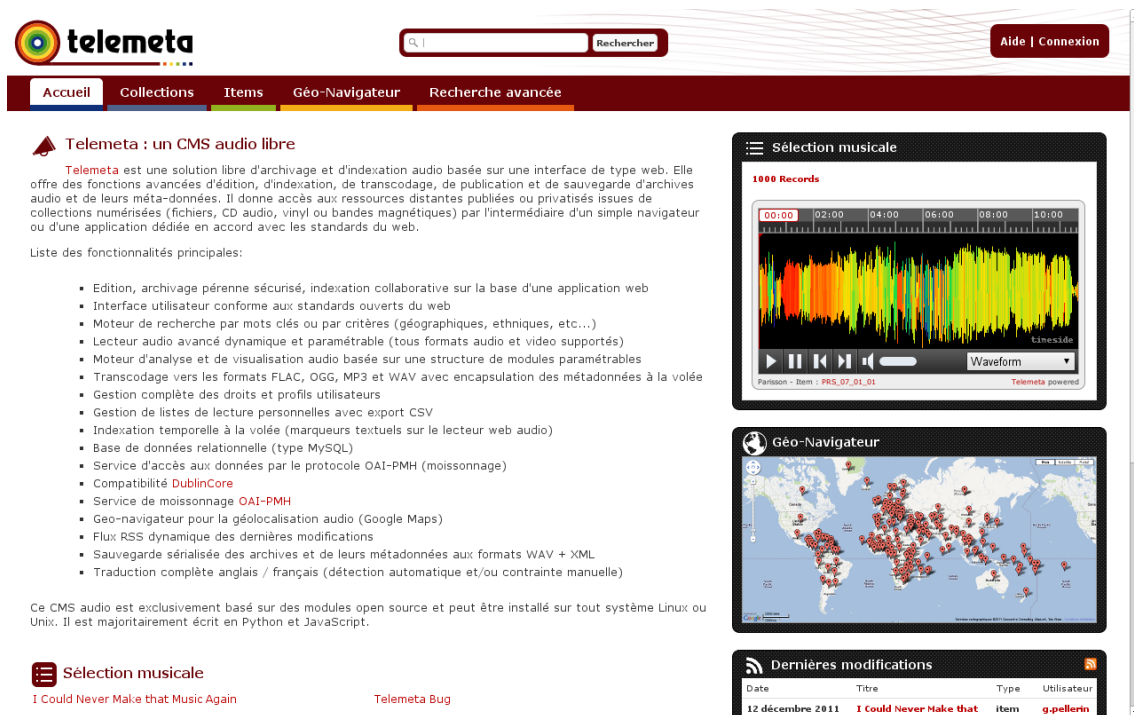 telemeta
Rechercher
Aide | Connexion
Accueil
Collections
Items
Géo-Navigateur
Recherche avancée
Telemeta : un CMS audio libre
Telemeta est une solution libre d'archivage et d'indexation audio basée sur une interface de type web. Elle
offre des fonctions avancées d'édition, d'indexation, de transcodage, de publication et de sauvegarde d'archives
audio et de leurs méta-données. Il donne accès aux ressources distantes publiées ou privatisés issues de
collections numérisées (fichiers, CD audio, vinyl ou bandes magnétiques) par l'intermédiaire d'un simple navigateur
ou d'une application dédiée en accord avec les standards du web.
Liste des fonctionnalités principales:
Edition, archivage pérenne sécurisé, indexation collaborative sur la base d'une application web
Interface utilisateur conforme aux standards ouverts du web
Moteur de recherche par mots clés ou par critères (géographiques, ethniques, etc...)
Lecteur audio avancé dynamique et paramétrable (tous formats audio et video supportés)
Moteur d'analyse et de visualisation audio basée sur une structure de modules paramétrables
Transcodage vers les formats FLAC, OGG, MP3 et WAV avec encapsulation des métadonnées à la volée
Gestion complète des droits et profils utilisateurs
Gestion de listes de lecture personnelles avec export CSV
Indexation temporelle à la volée (marqueurs textuels sur le lecteur web audio)
Base de données relationnelle (type MySQL)
Service d'accès aux données par le protocole OAI-PMH (moissonnage)
Compatibilité DublinCore
Service de moissonnage OAI-PMH
Geo-navigateur pour la géolocalisation audio (Google Maps)
Flux RSS dynamique des dernières modifications
Sauvegarde sérialisée des archives et de leurs métadonnées aux formats WAV + XML
Traduction complète anglais / français (détection automatique et/ou contrainte manuelle)
Ce CMS audio est exclusivement basé sur des modules open source et peut être installé sur tout système Linux ou
Unix. Il est majoritairement écrit en Python et JavaScript.
Sélection musicale
I Could Never Make that Music Again
Telemeta Bug
Sélection musicale
1000 Records
00:00 02:00 04:00 06:00 08:00 10:00
timeside
Waveform
Parisson - Item : PRS_07_01_01
Telemeta powered
Géo-Navigateur
Google
Dernières modifications
Date Titre Type Utilisateur
12 décembre 2011 I Could Never Make that item g.pellerin